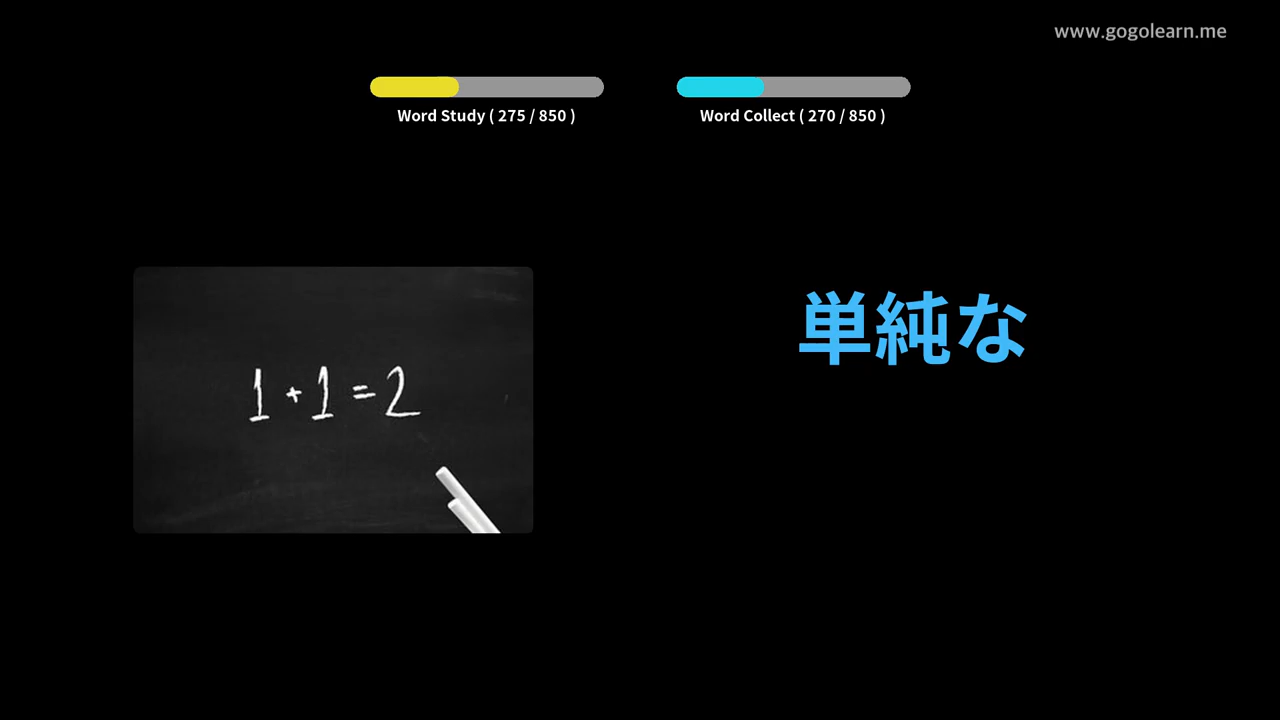 www.gogolearn.me
Word Study ( 275 / 850 )
Word Collect ( 270 / 850 )
1 + 1 = 2
単純な